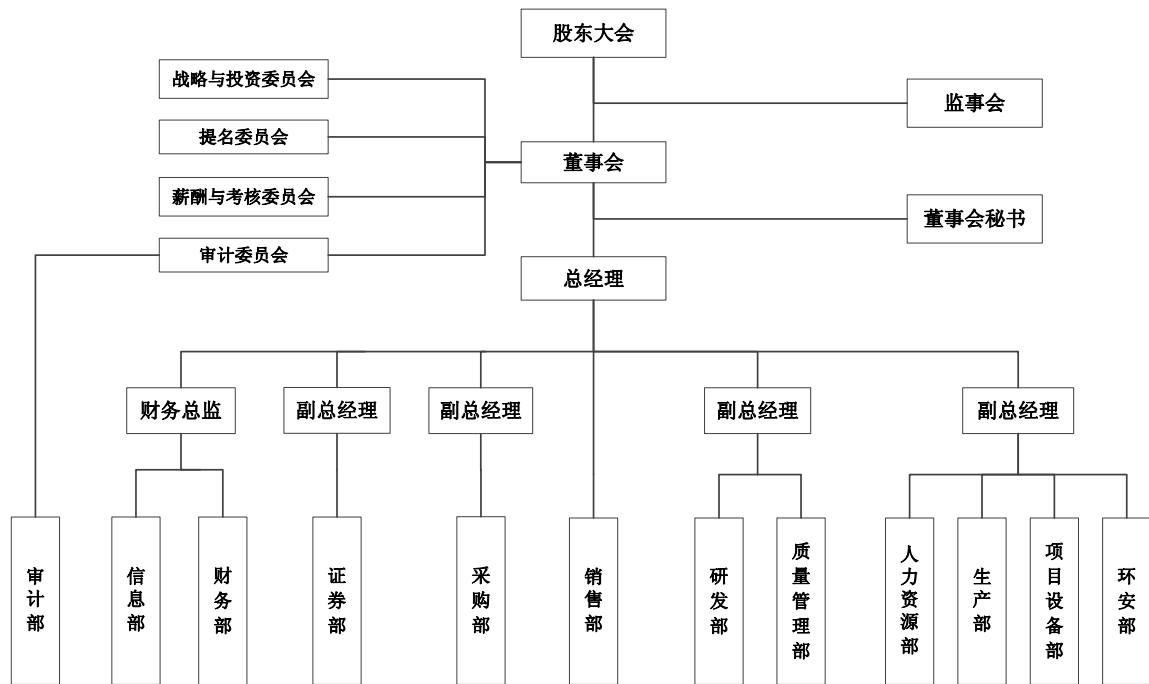 股东大会
战略与投资委员会
监事会
提名委员会
董事会
薪酬与考核委员会
董事会秘书
审计委员会
总经理
财务总监
副总经理
副总经理
副总经理
副总经理
审计部
信息部
财务部
证券部
采购部
销售部
研发部
质量管理部
人力资源部
生产部
项目设备部
环安部